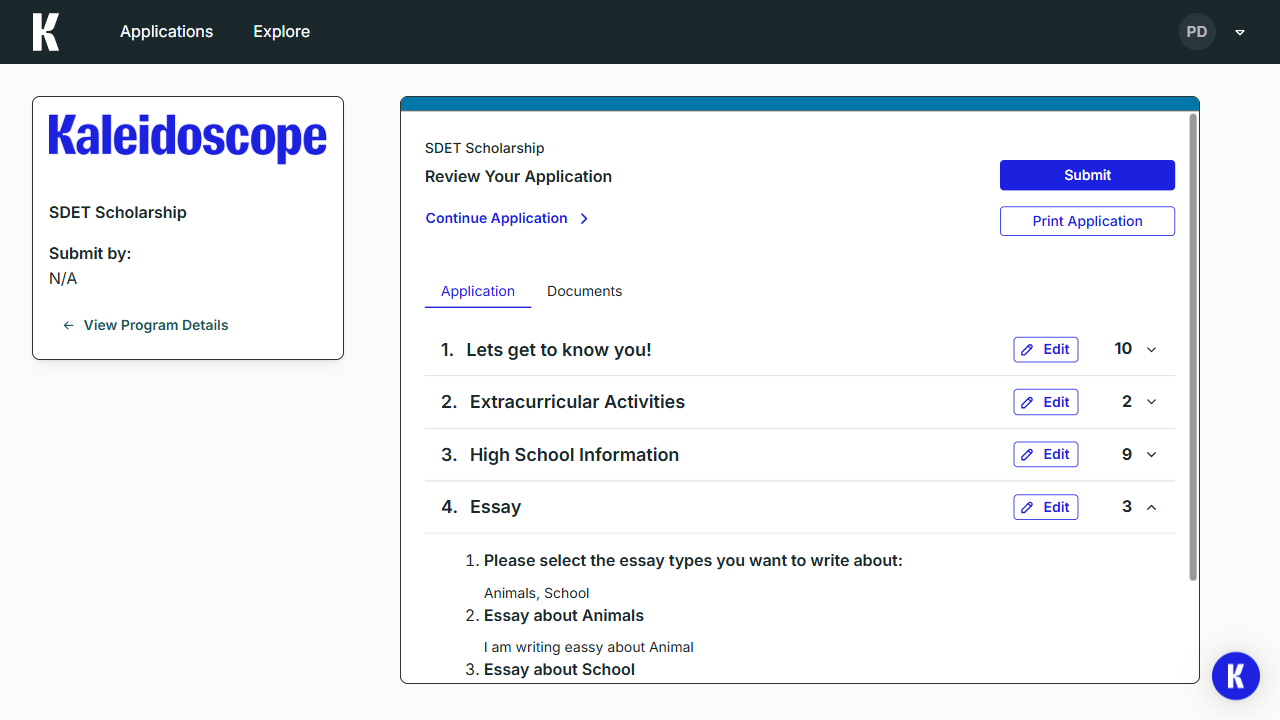 K
Applications
Explore
PD
Kaleidoscope
SDET Scholarship
Submit by:
N/A
View Program Details
SDET Scholarship
Review Your Application
Continue Application
Submit
Print Application
Application
Documents
1. Lets get to know you!
Edit
10
2. Extracurricular Activities
Edit
2
3. High School Information
Edit
9
4. Essay
Edit
3
1. Please select the essay types you want to write about:
Animals, School
2. Essay about Animals
I am writing eassy about Animal
3. Essay about School
K